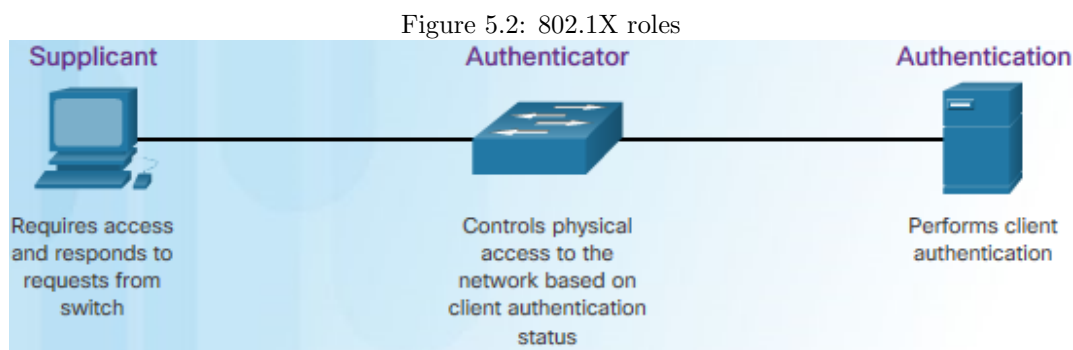 Figure 5.2: 802.1X roles
Supplicant
Authenticator
Authentication
Requires access
and responds to
requests from
switch
Controls physical
access to the
network based on
client authentication
status
Performs client
authentication